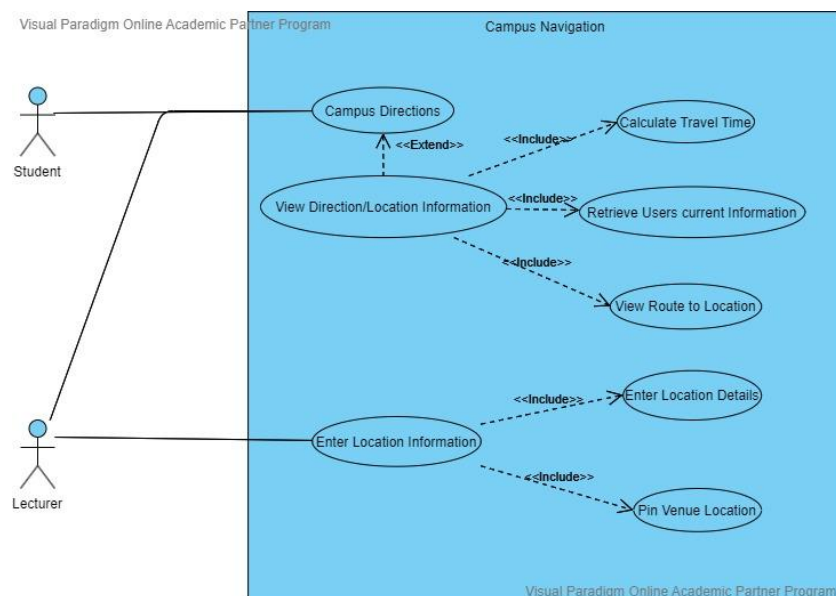 Visual Paradigm Online Academic Partner Program
Campus Navigation
Student
Campus Directions
Calculate Travel Time
<<Extend>>
<<Include>>
View Direction/Location Information
<<Include>>
Retrieve Users current Information
<<Include>>
View Route to Location
Lecturer
Enter Location Information
<<Include>>
Enter Location Details
<<Include>>
Pin Venue Location
Visual Paradigm Online Academic Partner Program